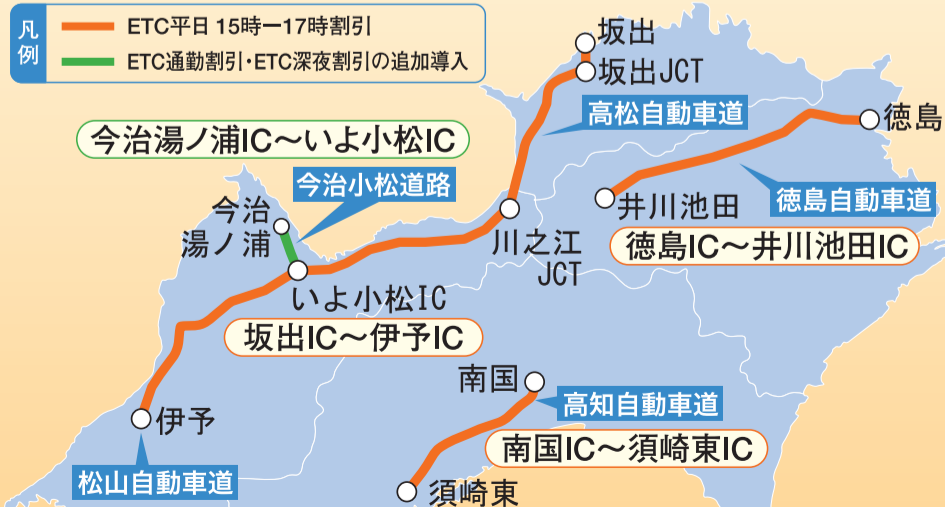 凡例
ETC平日 15時ー17時割引
ETC通勤割引・ETC深夜割引の追加導入
坂出
坂出JCT
高松自動車道
徳島
今治湯ノ浦IC〜いよ小松IC
今治小松道路
井川池田
徳島自動車道
今治
湯ノ浦
川之江
JCT
徳島IC〜井川池田IC
いよ小松IC
坂出IC〜伊予IC
南国
高知自動車道
伊予
南国IC〜須崎東IC
松山自動車道
須崎東